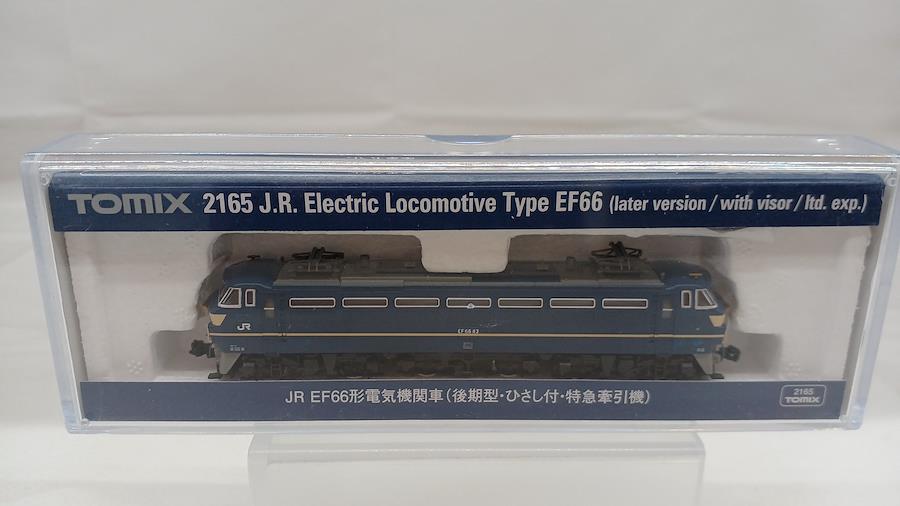 TOMIX 2165 J.R. Electric Locomotive Type EF66 (later version / with visor / ltd. exp.)
JR
EF66 43
JR EF66形電気機関車(後期型・ひさし付・特急牽引機)
2165
TOMIX